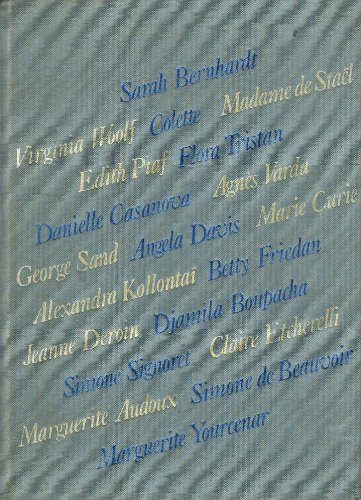 Sarah Bernhardt
Madame de Staël
Virginia Woolf Colette
Edith Piaf Flora Tristan
Danielle Casanova Agnès Varda
George Sand Angela Davis Marie Curie
Alexandra Kollontaï Betty Friedan
Jeanne Deroin Djamila Boupacha
Simone Signoret Claire Etcherelli
Marguerite Audoux Simone de Beauvoir
Marguerite Yourcenar